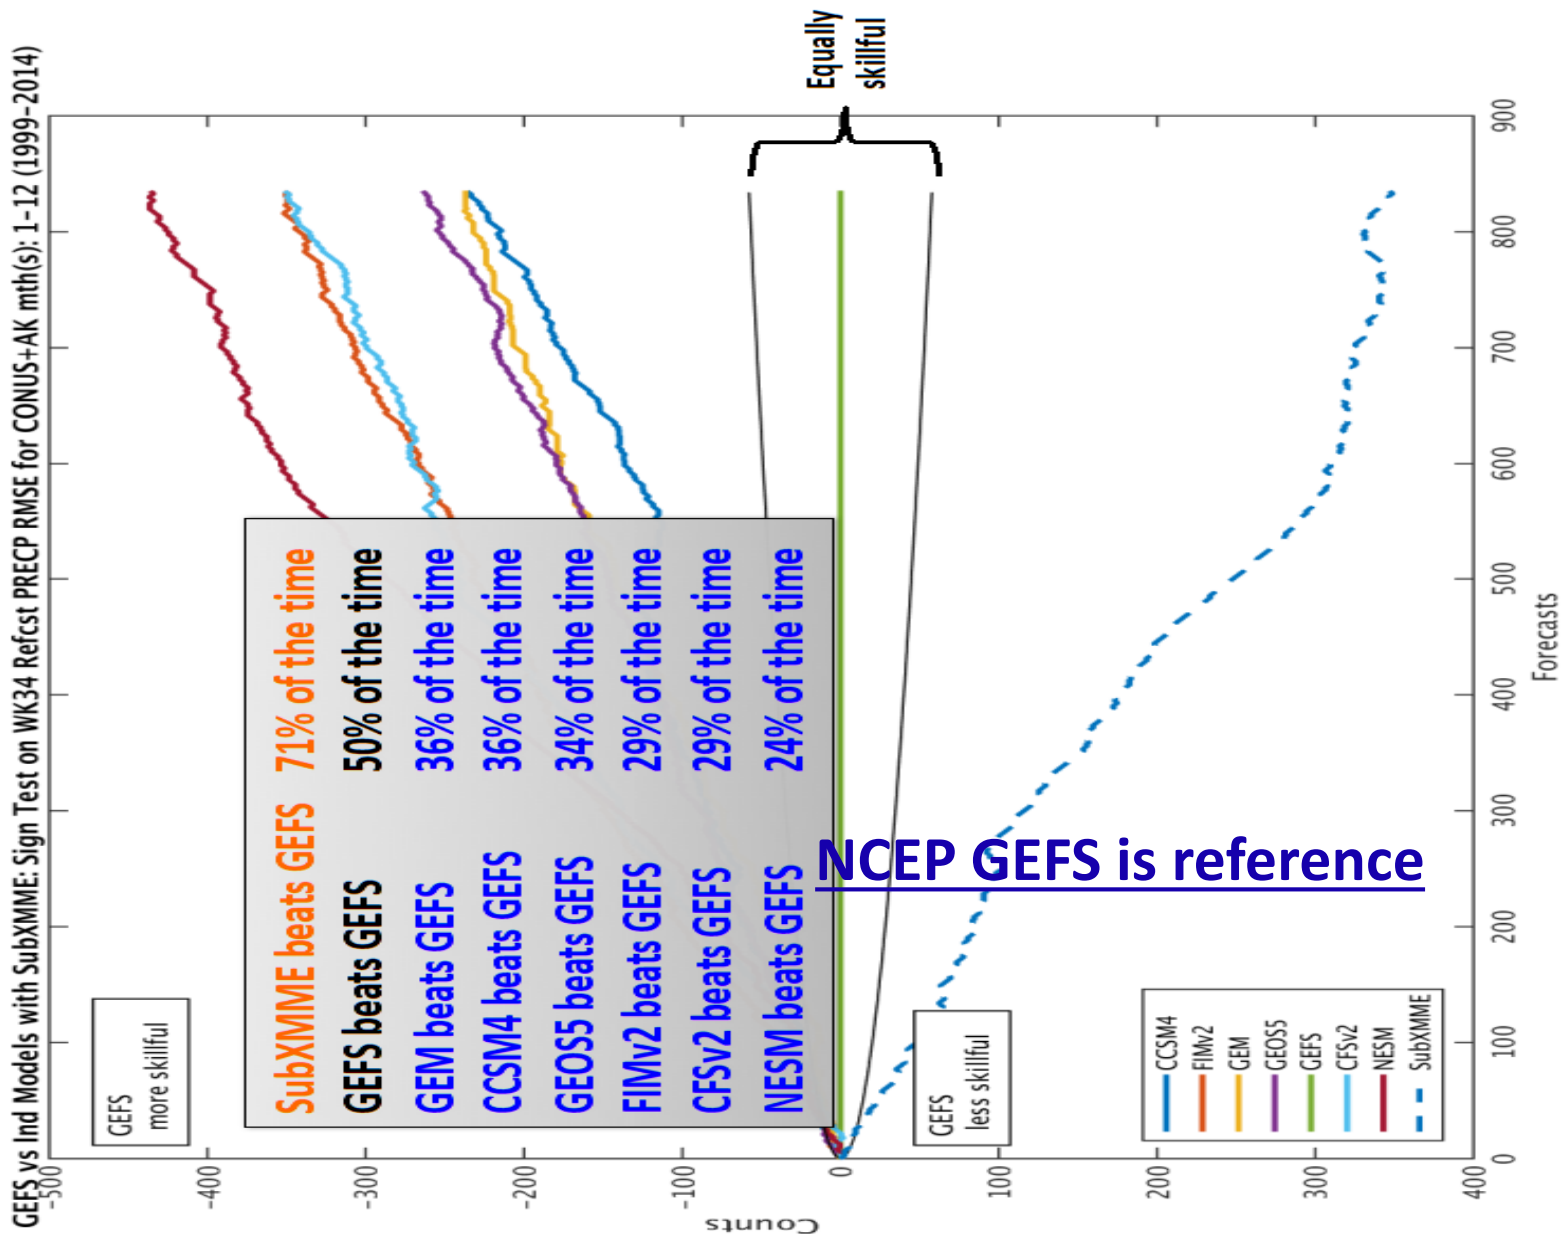 GEFS vs Ind Models with SubXMME: Sign Test on WK34 Refcst PRECP RMSE for CONUS+AK mth(s): 1-12 (1999-2014)
-500
-400
-300
-200
-100
0
100
200
300
400
Counts
GEFS
more skillful
SubXMME beats GEFS 71% of the time
GEFS beats GEFS 50% of the time
GEM beats GEFS 36% of the time
CCSM4 beats GEFS 36% of the time
GEOS5 beats GEFS 34% of the time
FIMv2 beats GEFS 29% of the time
CFSv2 beats GEFS 29% of the time
NESM beats GEFS 24% of the time
Equally
skillful
NCEP GEFS is reference
GEFS
less skillful
CCSM4
FIMv2
GEM
GEOS5
GEFS
CFSv2
NESM
SubXMME
0
100
200
300
400
500
600
700
800
900
Forecasts